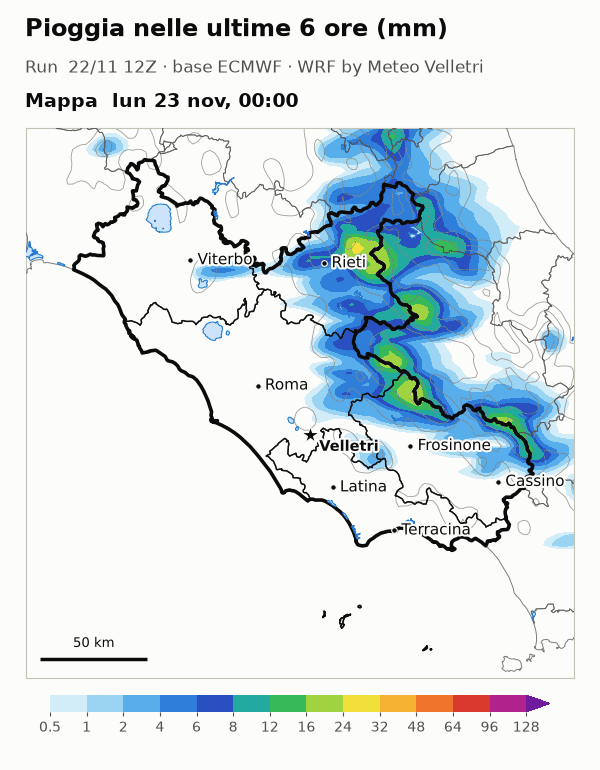 Pioggia nelle ultime 6 ore (mm)
Run  22/11 12Z · base ECMWF · WRF by Meteo Velletri
Mappa  lun 23 nov, 00:00
Viterbo
Rieti
Roma
Velletri
Frosinone
Latina
Cassino
Terracina
50 km
0.5 1 2 4 6 8 12 16 24 32 48 64 96 128